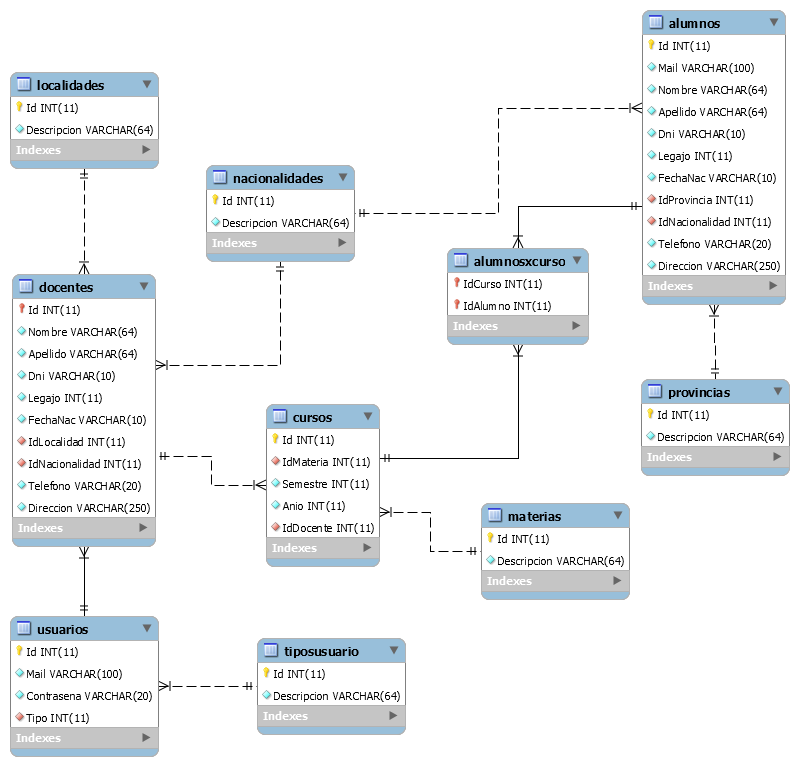 localidades
Id INT(11)
Descripcion VARCHAR(64)
Indexes
nacionalidades
Id INT(11)
Descripcion VARCHAR(64)
Indexes
alumnos
Id INT(11)
Mail VARCHAR(100)
Nombre VARCHAR(64)
Apellido VARCHAR(64)
Dni VARCHAR(10)
Legajo INT(11)
FechaNac VARCHAR(10)
IdProvincia INT(11)
IdNacionalidad INT(11)
Telefono VARCHAR(20)
Direccion VARCHAR(250)
Indexes
alumnosxcurso
IdCurso INT(11)
IdAlumno INT(11)
Indexes
docentes
Id INT(11)
Nombre VARCHAR(64)
Apellido VARCHAR(64)
Dni VARCHAR(10)
Legajo INT(11)
FechaNac VARCHAR(10)
IdLocalidad INT(11)
IdNacionalidad INT(11)
Telefono VARCHAR(20)
Direccion VARCHAR(250)
Indexes
cursos
Id INT(11)
IdMateria INT(11)
Semestre INT(11)
Anio INT(11)
IdDocente INT(11)
Indexes
provincias
Id INT(11)
Descripcion VARCHAR(64)
Indexes
materias
Id INT(11)
Descripcion VARCHAR(64)
Indexes
usuarios
Id INT(11)
Mail VARCHAR(100)
Contrasena VARCHAR(20)
Tipo INT(11)
Indexes
tiposusuario
Id INT(11)
Descripcion VARCHAR(64)
Indexes